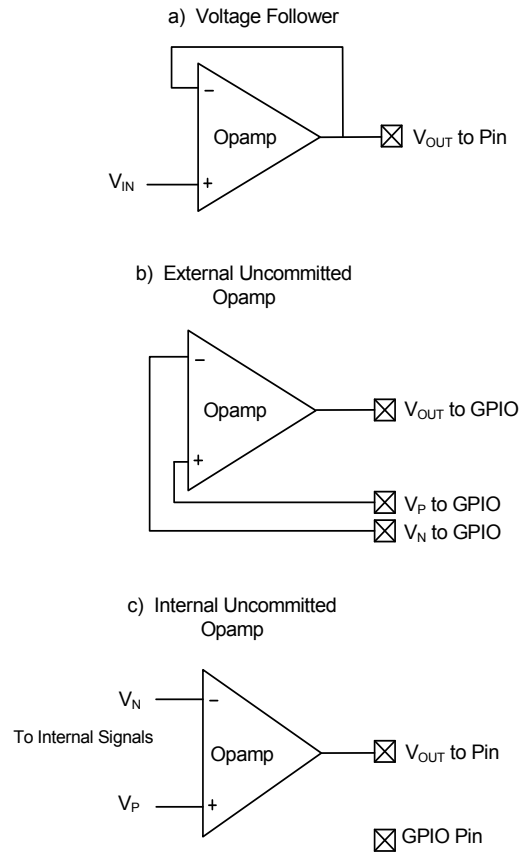 a) Voltage Follower
−
Opamp
V_OUT to Pin
V_IN
+
b) External Uncommitted
Opamp
−
Opamp
V_OUT to GPIO
+
V_P to GPIO
V_N to GPIO
c) Internal Uncommitted
Opamp
V_N
−
To Internal Signals
Opamp
V_OUT to Pin
V_P
+
GPIO Pin